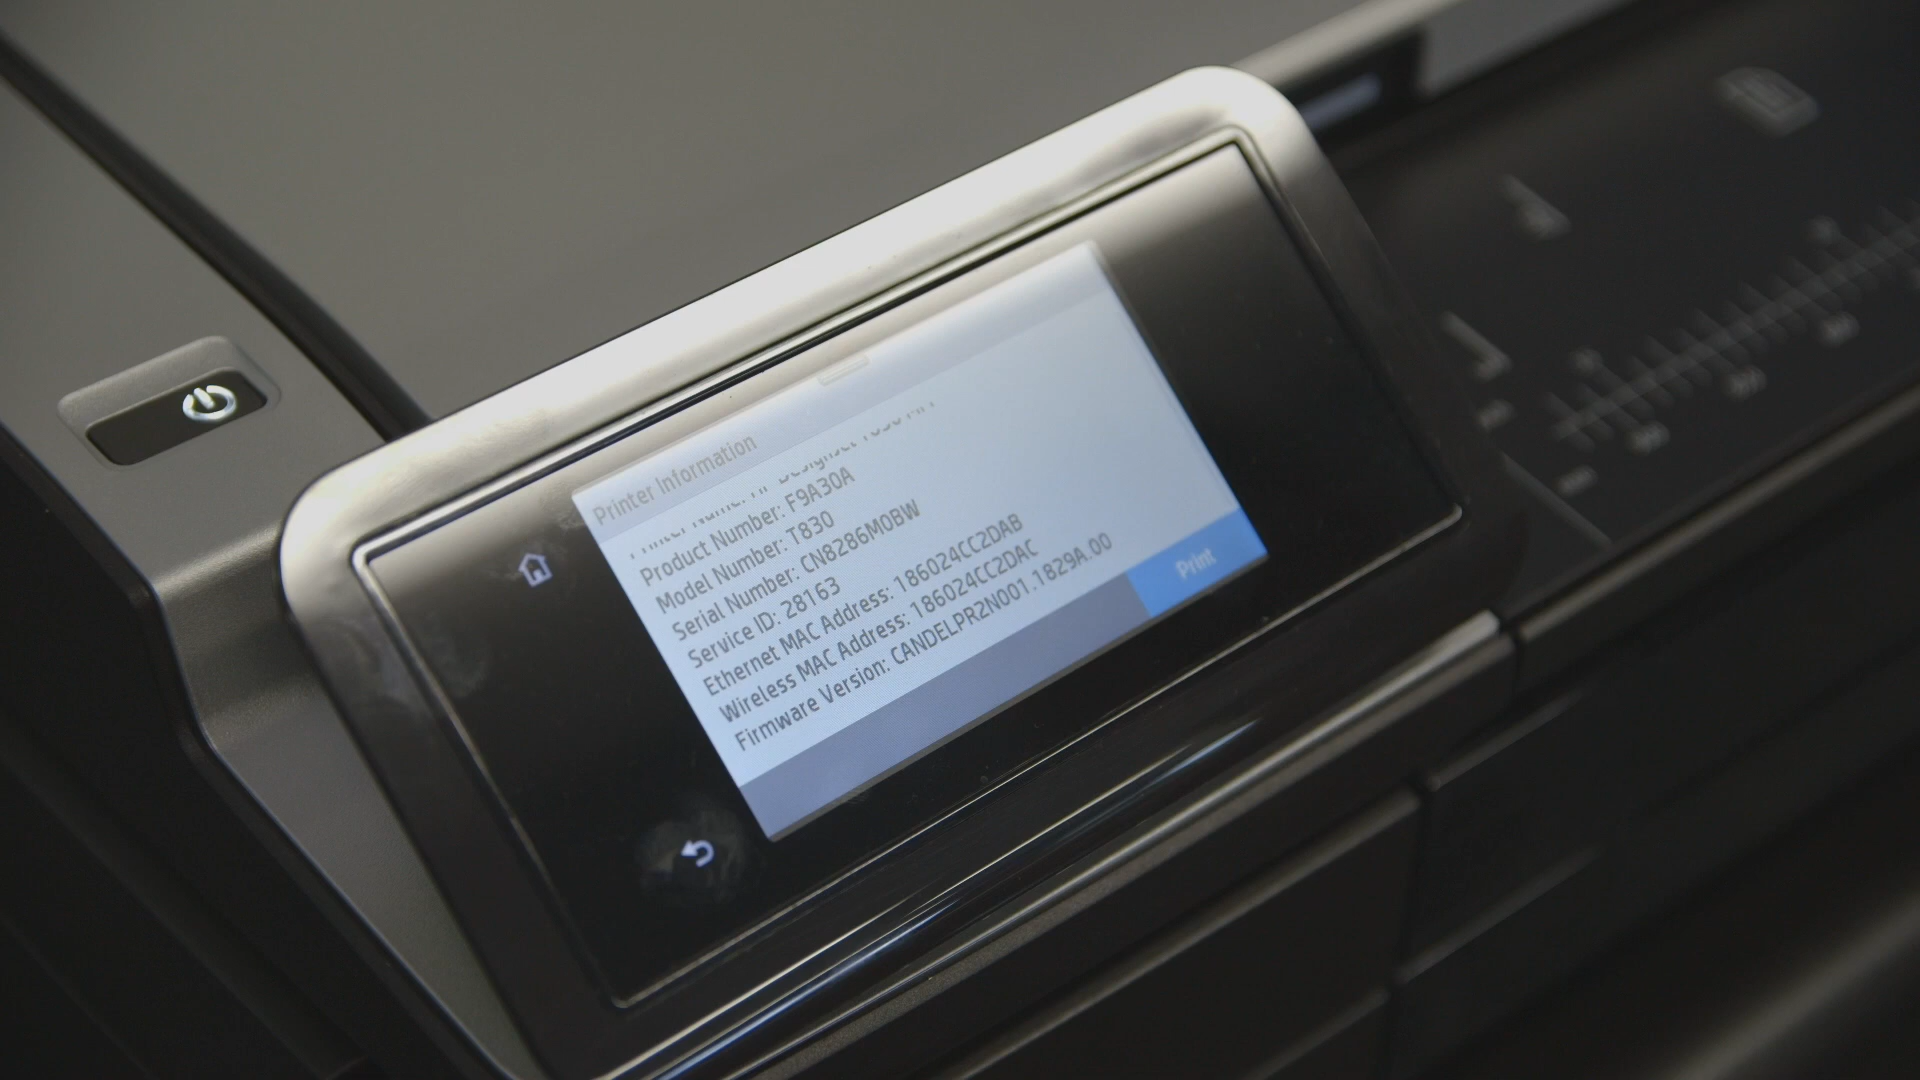 Printer Information
Product Number: F9A30A
Model Number: T830
Serial Number: CN8286M0BW
Service ID: 28163
Ethernet MAC Address: 186024CC2DAB
Wireless MAC Address: 186024CC2DAC
Firmware Version: CANDELPR2N001.1829A.00
Print